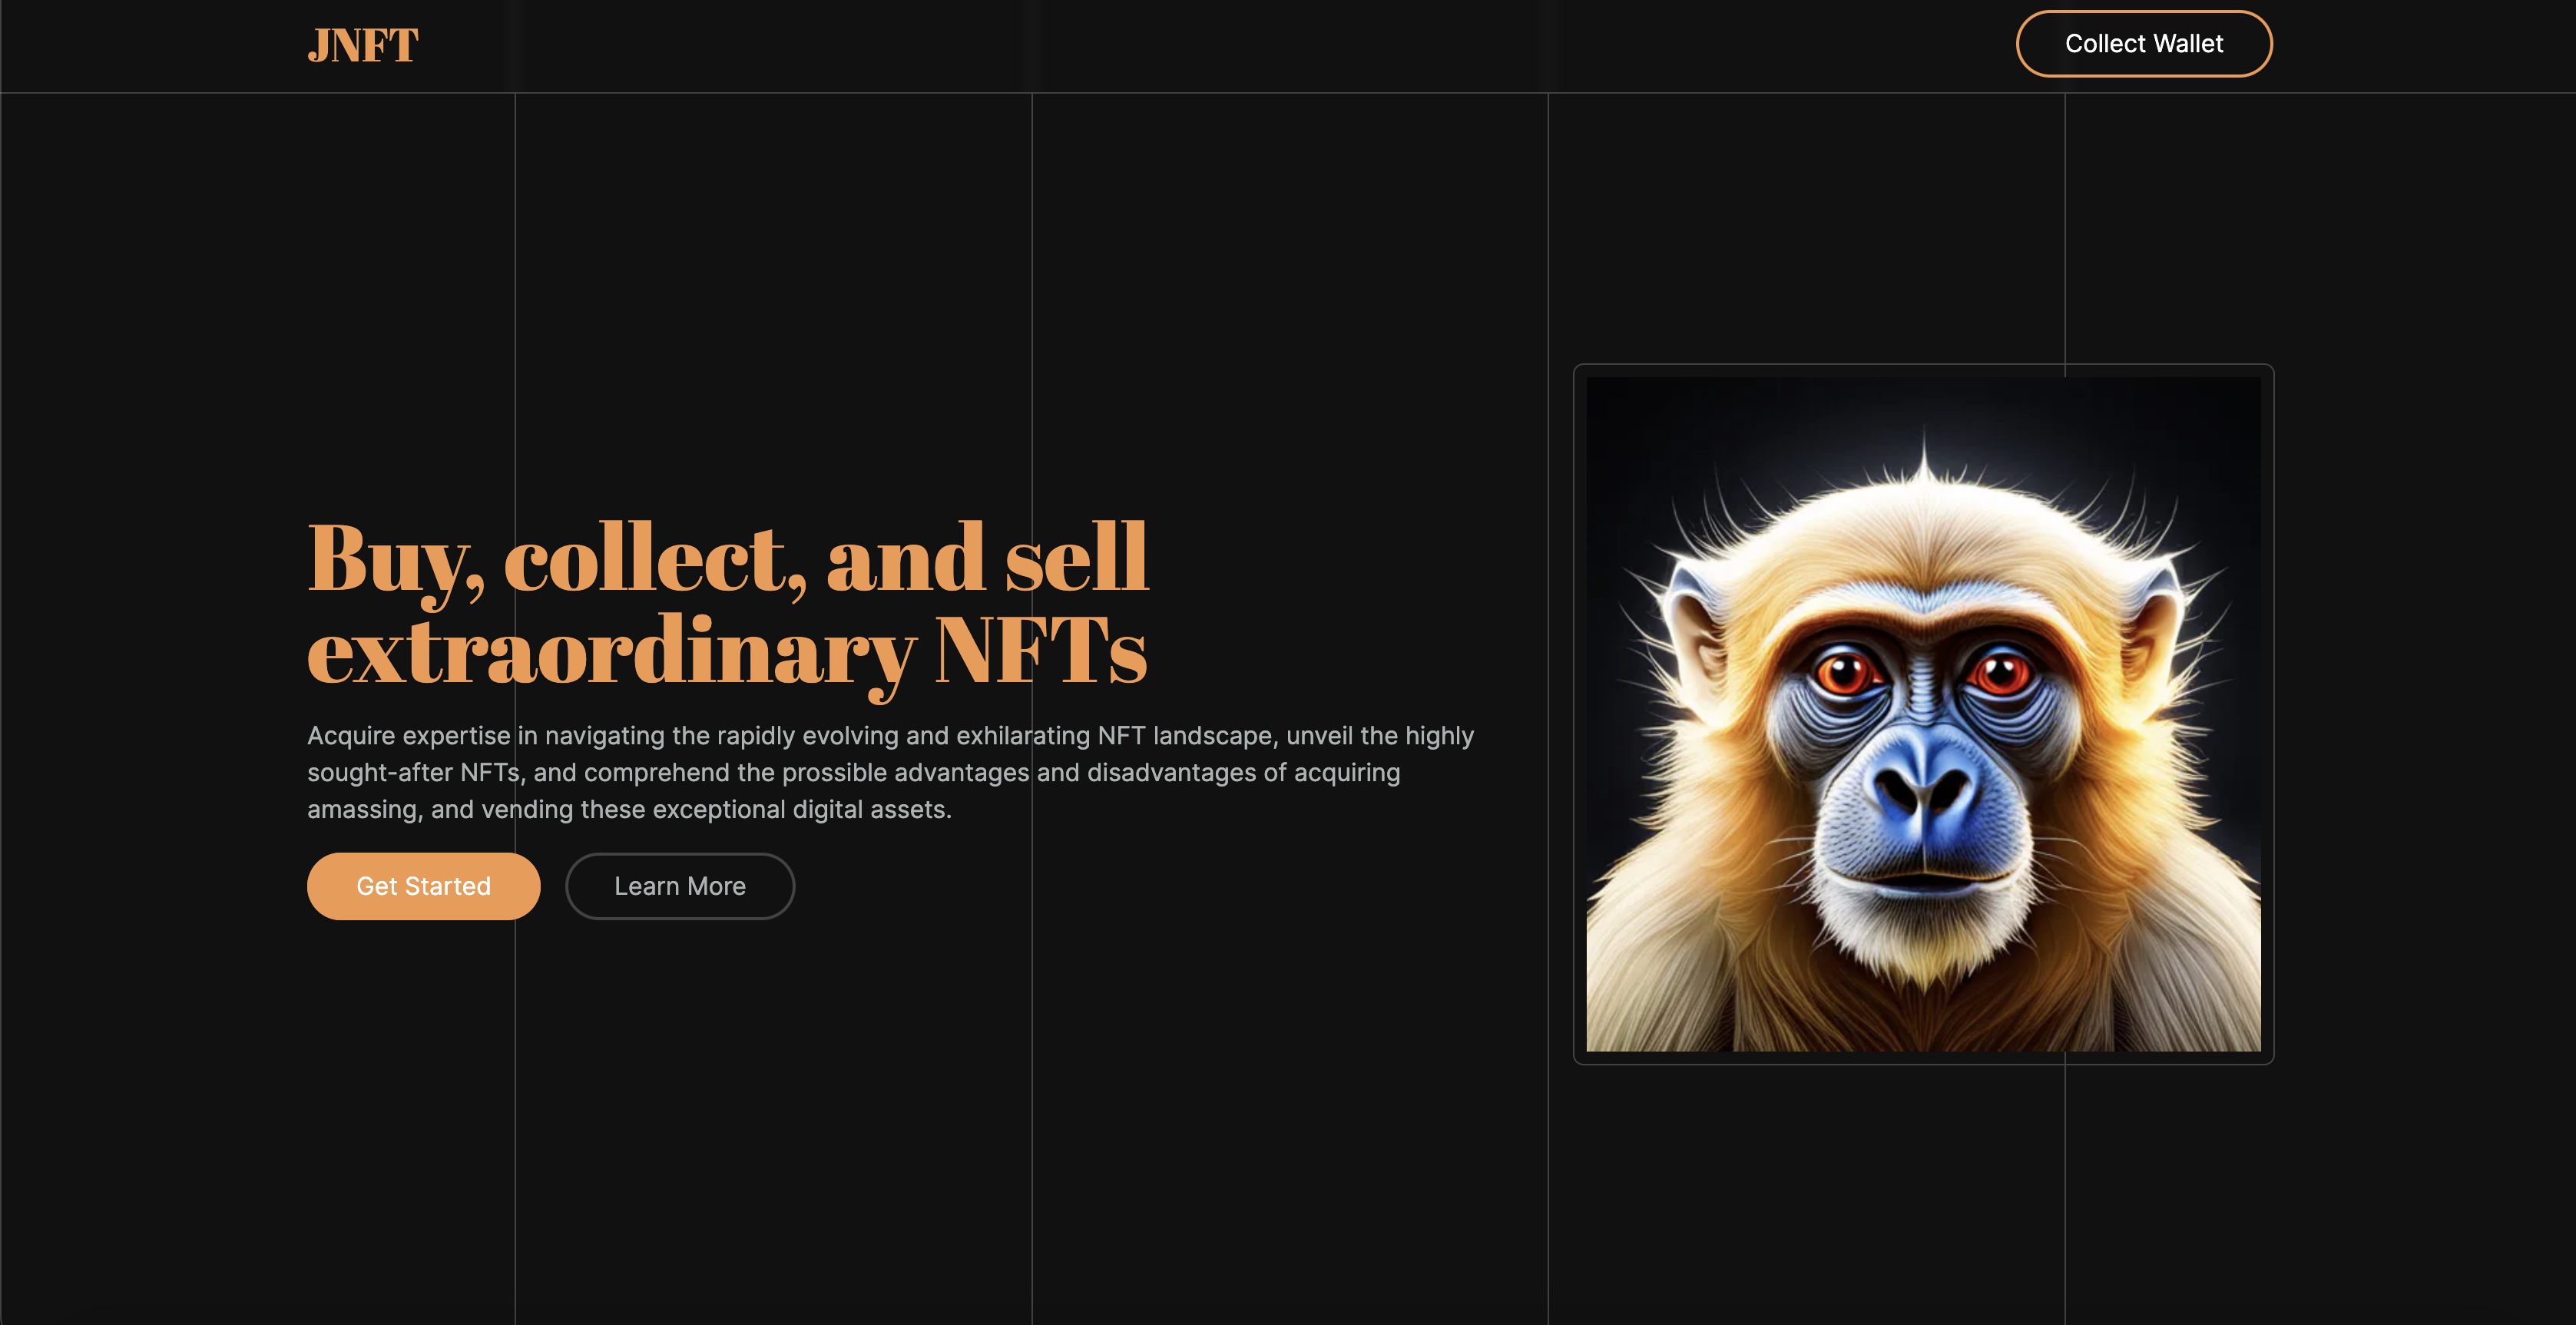 JNFT
Collect Wallet
Buy, collect, and sell
extraordinary NFTs
Acquire expertise in navigating the rapidly evolving and exhilarating NFT landscape, unveil the highly
sought-after NFTs, and comprehend the prossible advantages and disadvantages of acquiring
amassing, and vending these exceptional digital assets.
Get Started
Learn More